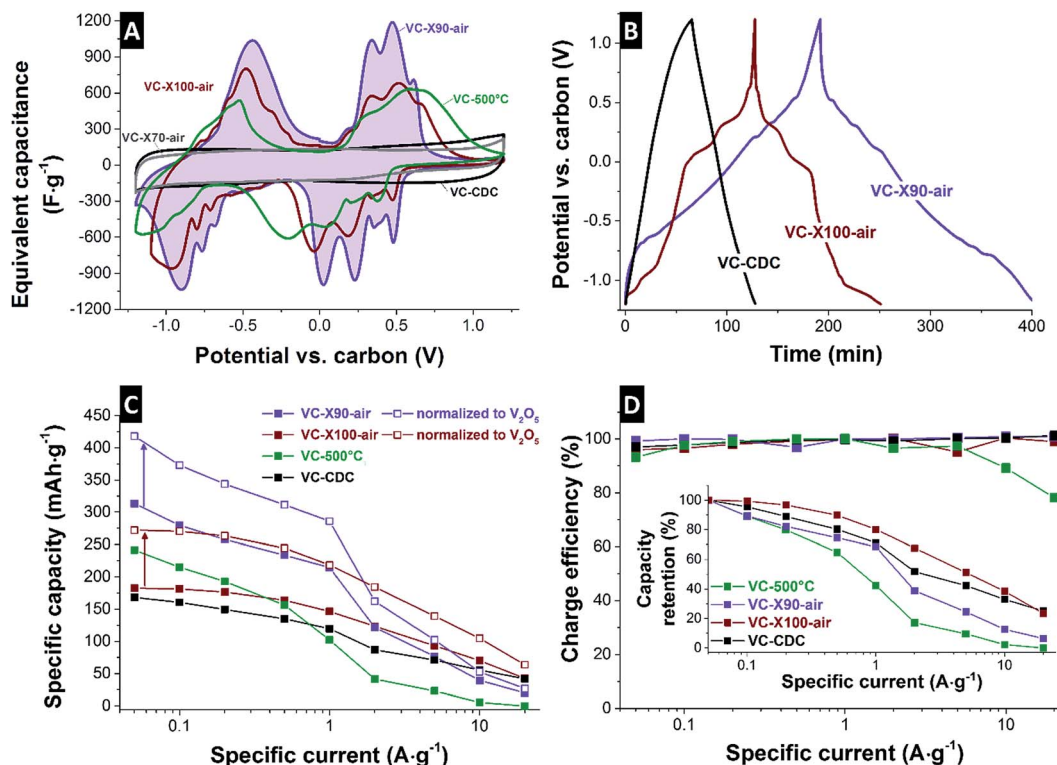 A
1200
900
600
300
0
-300
-600
-900
-1200
-1.0
-0.5
0.0
0.5
1.0
Equivalent capacitance
(F·g⁻¹)
Potential vs. carbon (V)
VC-X90-air
VC-X100-air
VC-500°C
VC-X70-air
VC-CDC
B
1.0
0.5
0.0
-0.5
-1.0
0
100
200
300
400
Potential vs. carbon (V)
Time (min)
VC-X90-air
VC-X100-air
VC-CDC
C
450
400
350
300
250
200
150
100
50
0
0.1
1
10
Specific capacity (mAh·g⁻¹)
Specific current (A·g⁻¹)
VC-X90-air normalized to V₂O₅
VC-X100-air normalized to V₂O₅
VC-500°C
VC-CDC
D
100
80
60
40
20
0
0.1
1
10
Charge efficiency (%)
Specific current (A·g⁻¹)
100
80
60
40
20
0
0.1
1
10
Capacity
retention (%)
Specific current (A·g⁻¹)
VC-500°C
VC-X90-air
VC-X100-air
VC-CDC